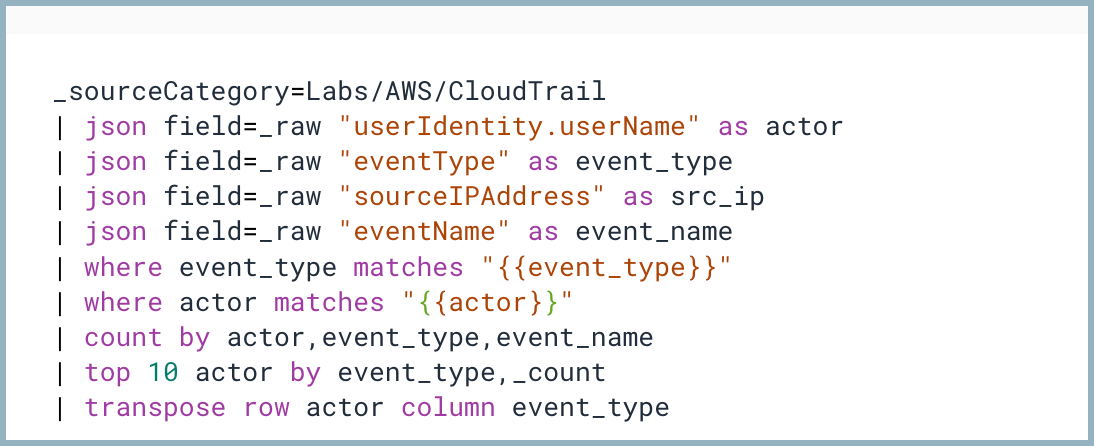 _sourceCategory=Labs/AWS/CloudTrail
| json field=_raw "userIdentity.userName" as actor
| json field=_raw "eventType" as event_type
| json field=_raw "sourceIPAddress" as src_ip
| json field=_raw "eventName" as event_name
| where event_type matches "{{event_type}}"
| where actor matches "{{actor}}"
| count by actor,event_type,event_name
| top 10 actor by event_type,_count
| transpose row actor column event_type